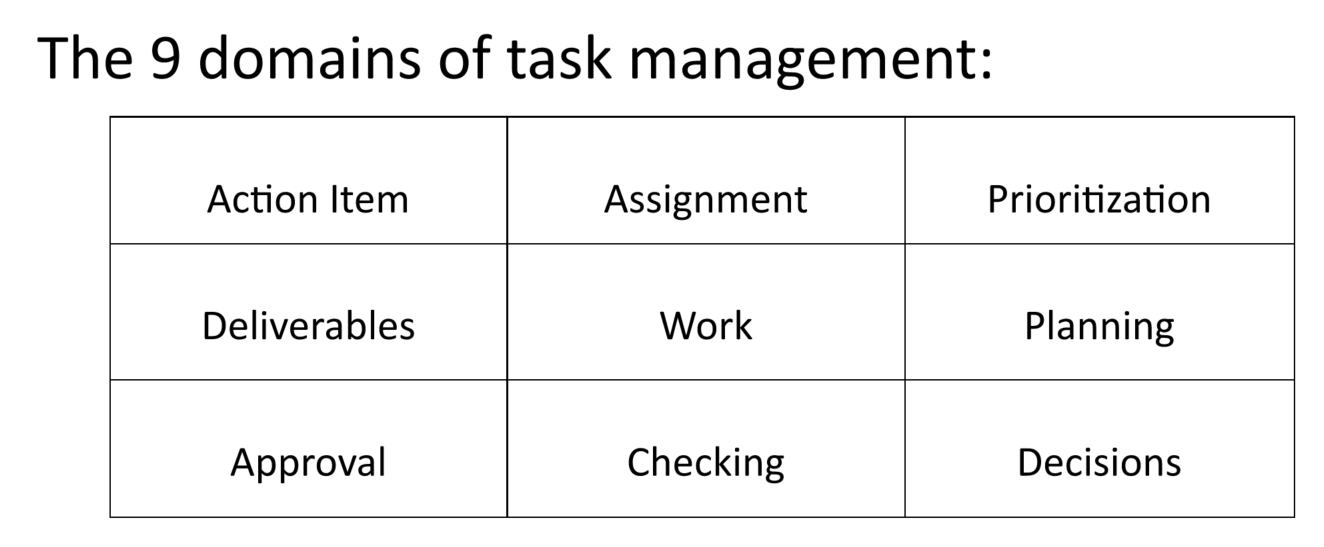 The 9 domains of task management:
Action Item Assignment Prioritization
Deliverables Work Planning
Approval Checking Decisions